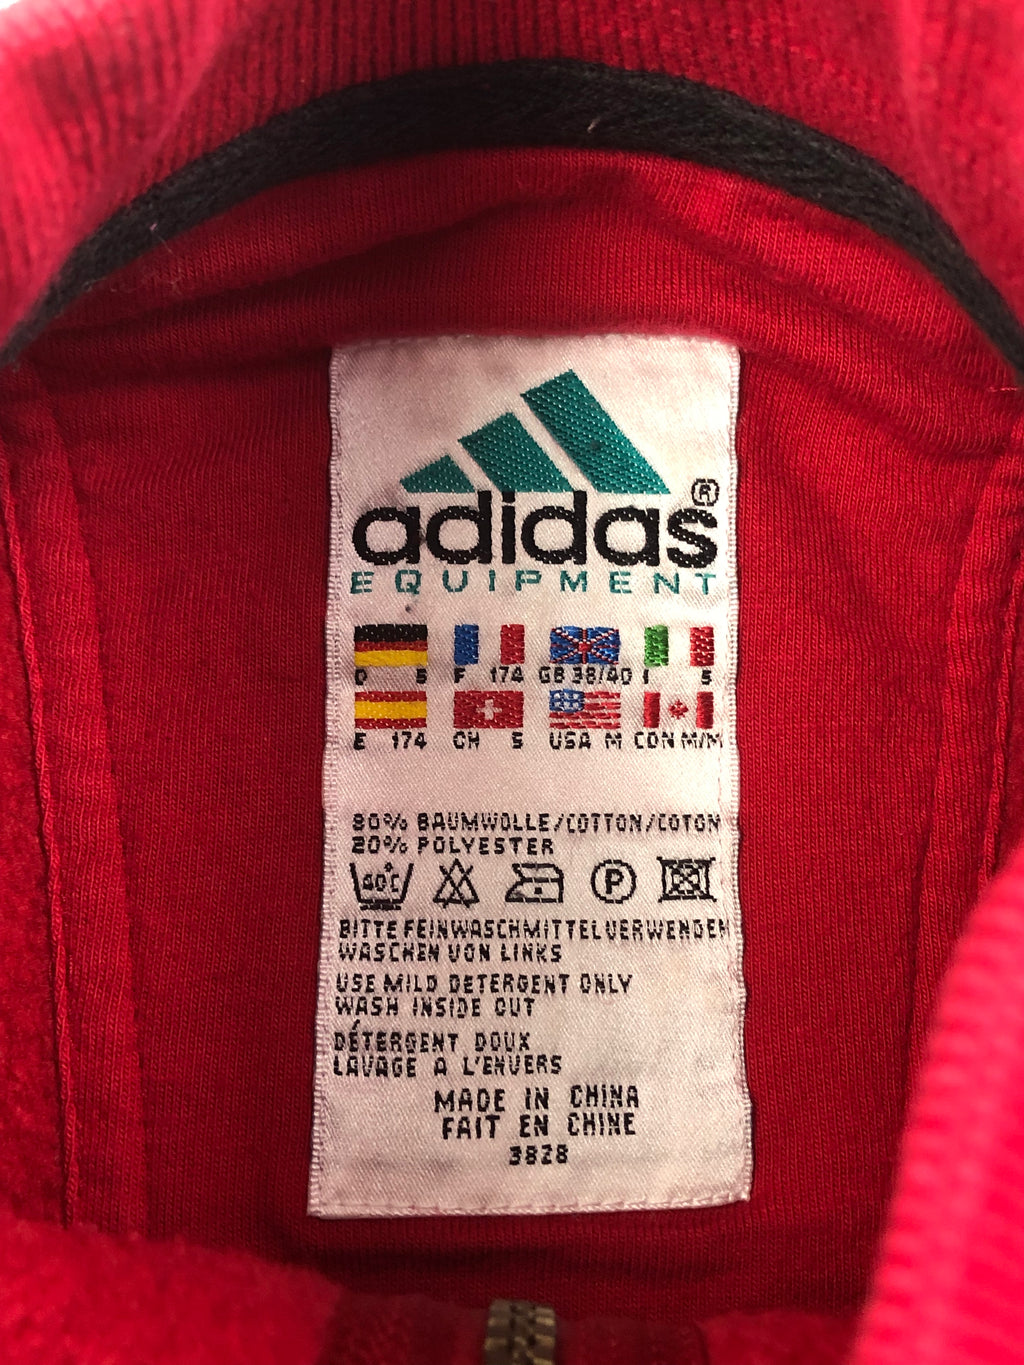 adidas®
EQUIPMENT
D 5 F 174 GB 38/40 I 5
E 174 CH 5 USA M CDN M/M
80% BAUMWOLLE/COTTON/COTON
20% POLYESTER
40°C P
BITTE FEINWASCHMITTEL VERWENDEN
WASCHEN VON LINKS
USE MILD DETERGENT ONLY
WASH INSIDE OUT
DÉTERGENT DOUX
LAVAGE A L'ENVERS
MADE IN CHINA
FAIT EN CHINE
3828